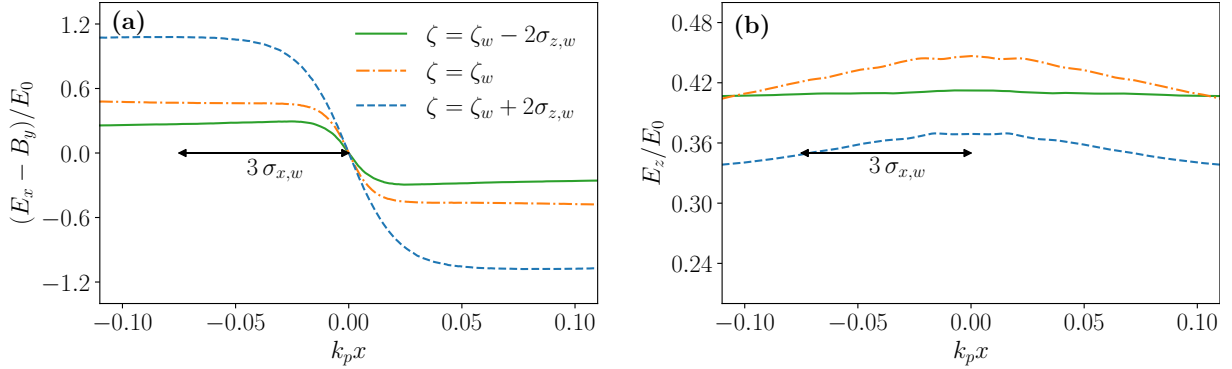 (a)
(E_x − B_y)/E_0
1.2
0.6
0.0
−0.6
−1.2
ζ = ζ_w − 2σ_{z,w}
ζ = ζ_w
ζ = ζ_w + 2σ_{z,w}
3 σ_{x,w}
−0.10 −0.05 0.00 0.05 0.10
k_p x
(b)
E_z/E_0
0.48
0.42
0.36
0.30
0.24
3 σ_{x,w}
−0.10 −0.05 0.00 0.05 0.10
k_p x